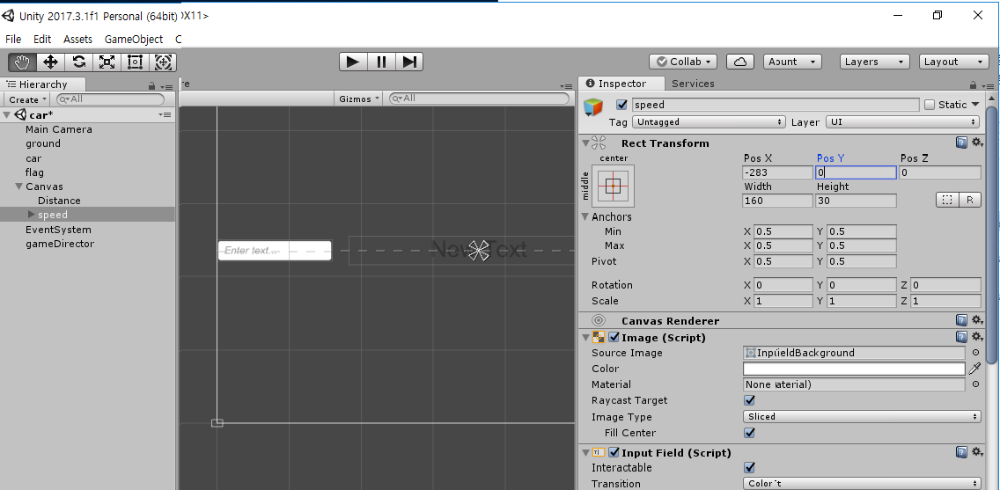 Unity 2017.3.1f1 Personal (64bit) DX11>
File Edit Assets GameObject C
Collab Layers Layout
Hierarchy re Inspector Services
Create All Gizmos All
car* speed Static
Main Camera Tag Untagged Layer UI
ground Rect Transform
car center Pos X Pos Y Pos Z
flag -283 0 0
Canvas middle Width Height
Distance 160 30 R
speed Anchors
EventSystem Min X 0.5 Y 0.5
gameDirector Max X 0.5 Y 0.5
Enter text... New Text
Pivot X 0.5 Y 0.5
Rotation X 0 Y 0 Z 0
Scale X 1 Y 1 Z 1
Canvas Renderer
Image (Script)
Source Image
Color
Material None
Raycast Target
Image Type Sliced
Fill Center
Input Field (Script)
Interactable
Transition